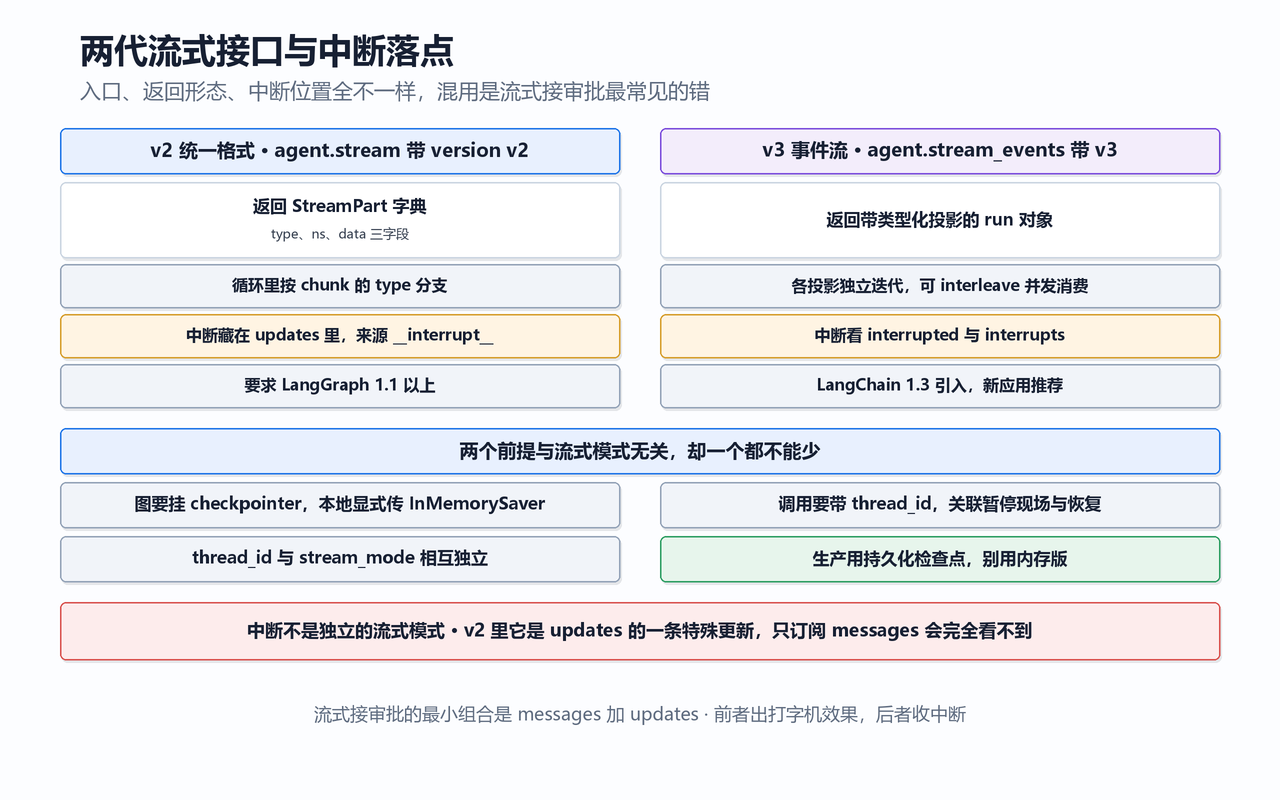 两代流式接口与中断落点
入口、返回形态、中断位置全不一样，混用是流式接审批最常见的错
v2 统一格式 • agent.stream 带 version v2
v3 事件流 • agent.stream_events 带 v3
返回 StreamPart 字典
type、ns、data 三字段
返回带类型化投影的 run 对象
循环里按 chunk 的 type 分支
各投影独立迭代，可 interleave 并发消费
中断藏在 updates 里，来源 __interrupt__
中断看 interrupted 与 interrupts
要求 LangGraph 1.1 以上
LangChain 1.3 引入，新应用推荐
两个前提与流式模式无关，却一个都不能少
图要挂 checkpointer，本地显式传 InMemorySaver
调用要带 thread_id，关联暂停现场与恢复
thread_id 与 stream_mode 相互独立
生产用持久化检查点，别用内存版
中断不是独立的流式模式 • v2 里它是 updates 的一条特殊更新，只订阅 messages 会完全看不到
流式接审批的最小组合是 messages 加 updates · 前者出打字机效果，后者收中断